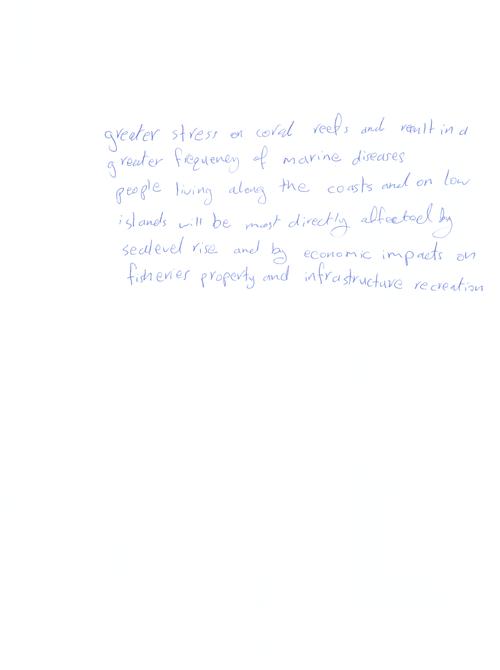 greater stress on coral reefs and result in a
greater frequency of marine diseases
people living along the coasts and on low
islands will be most directly affected by
sealevel rise and by economic impacts on
fisheries property and infrastructure recreation